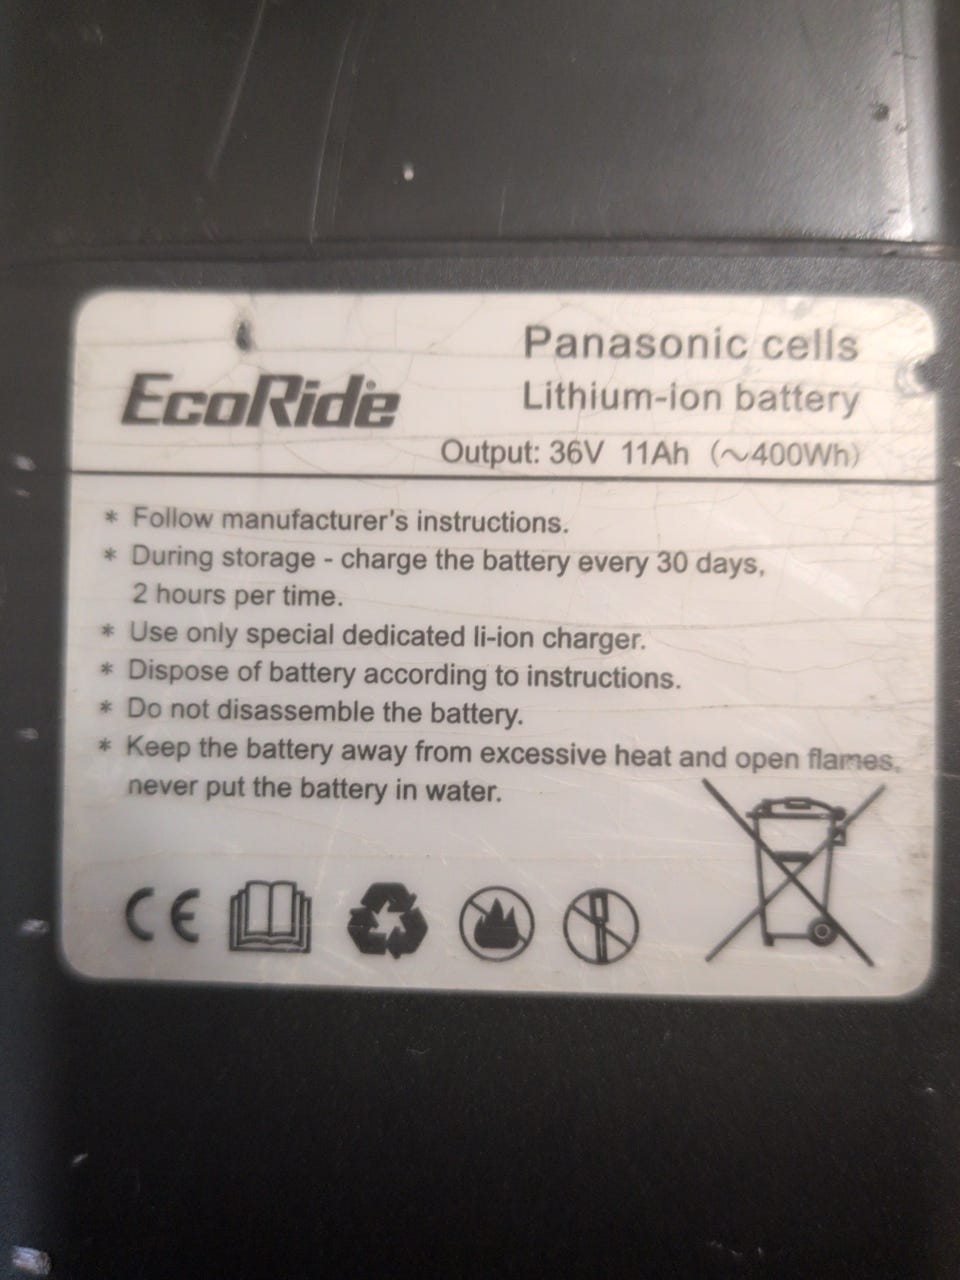 Panasonic cells
EcoRide
Lithium-ion battery
Output: 36V 11Ah (～400Wh)
* Follow manufacturer's instructions.
* During storage - charge the battery every 30 days,
2 hours per time.
* Use only special dedicated li-ion charger.
* Dispose of battery according to instructions.
* Do not disassemble the battery.
* Keep the battery away from excessive heat and open flames,
never put the battery in water.
CE